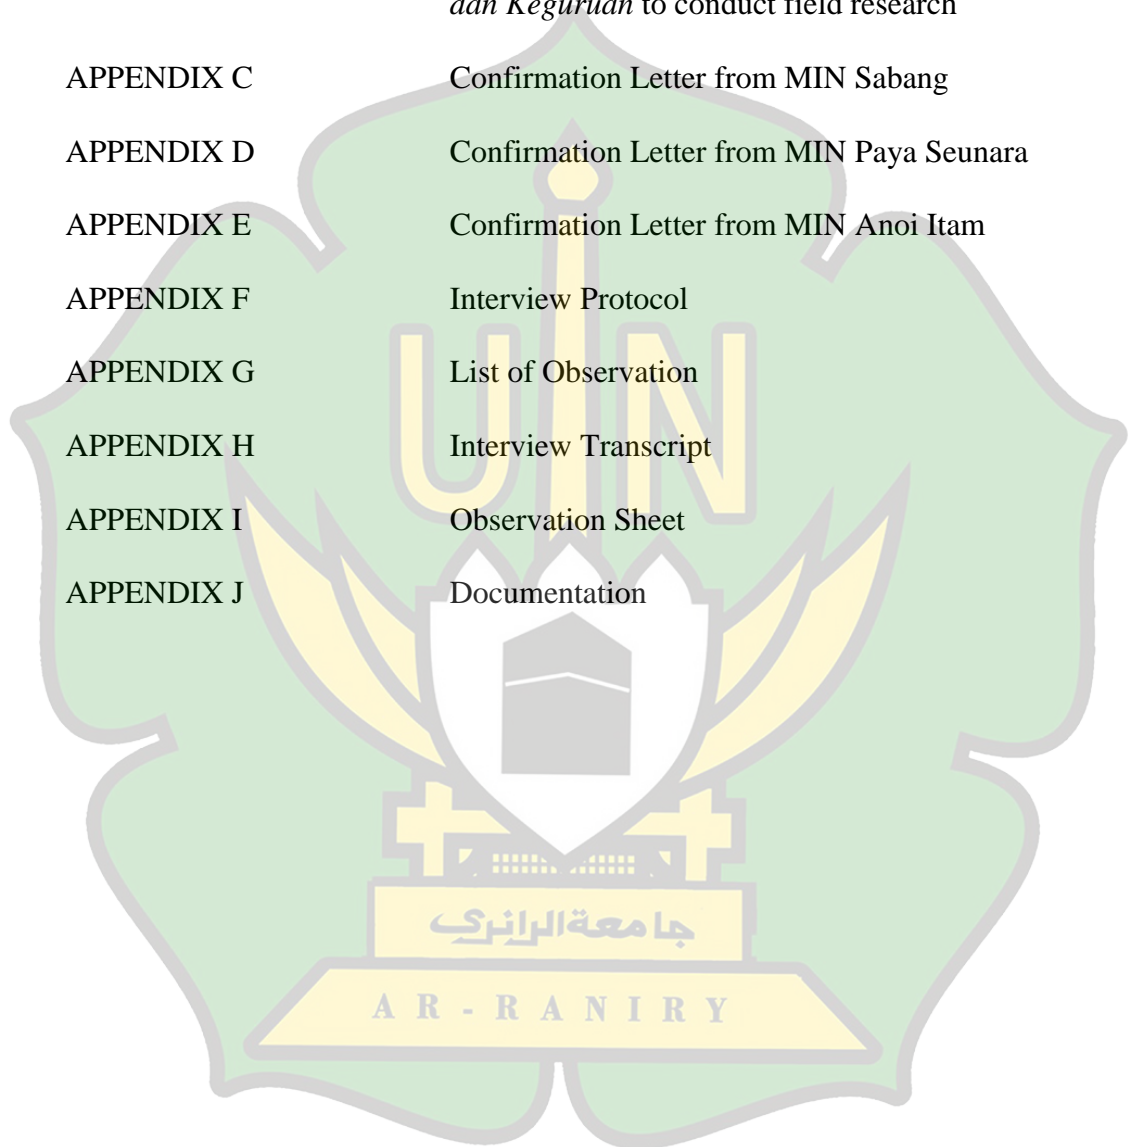 dan Keguruan to conduct field research
APPENDIX C Confirmation Letter from MIN Sabang
APPENDIX D Confirmation Letter from MIN Paya Seunara
APPENDIX E Confirmation Letter from MIN Anoi Itam
APPENDIX F Interview Protocol
APPENDIX G List of Observation
UIN
APPENDIX H Interview Transcript
APPENDIX I Observation Sheet
APPENDIX J Documentation
جامعة الرانري
AR-RANIRY